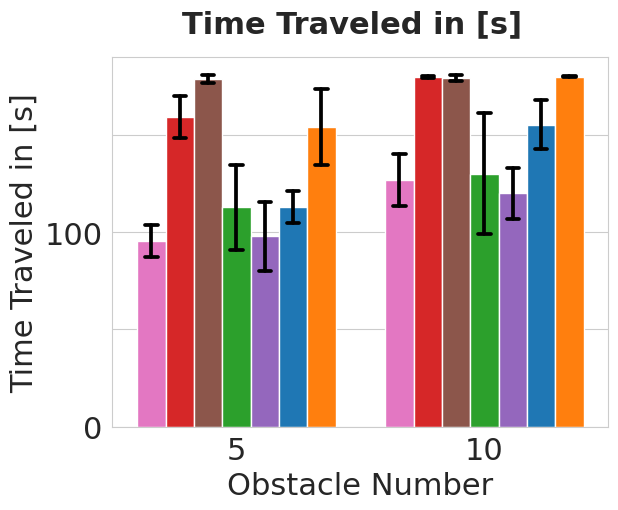 Time Traveled in [s]
Time Traveled in [s]
100
0
5 10
Obstacle Number